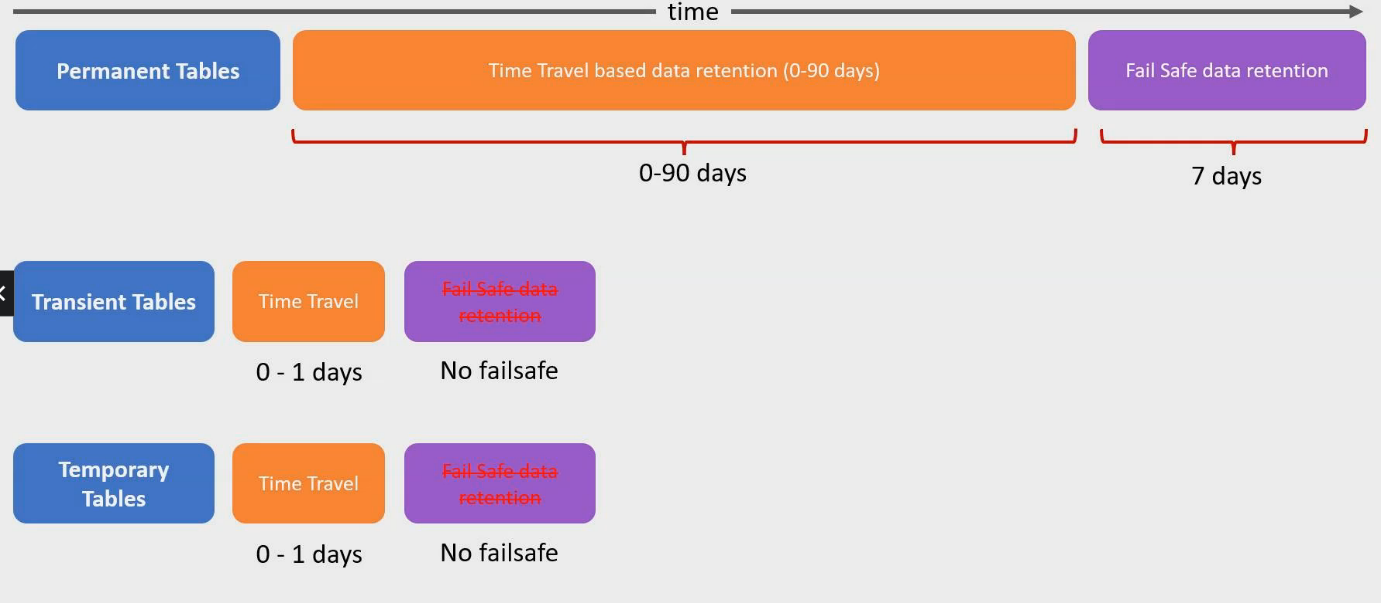 time
Permanent Tables
Time Travel based data retention (0-90 days)
Fail Safe data retention
0-90 days
7 days
Transient Tables
Time Travel
Fail Safe data
retention
0 - 1 days
No failsafe
Temporary
Tables
Time Travel
Fail Safe data
retention
0 - 1 days
No failsafe